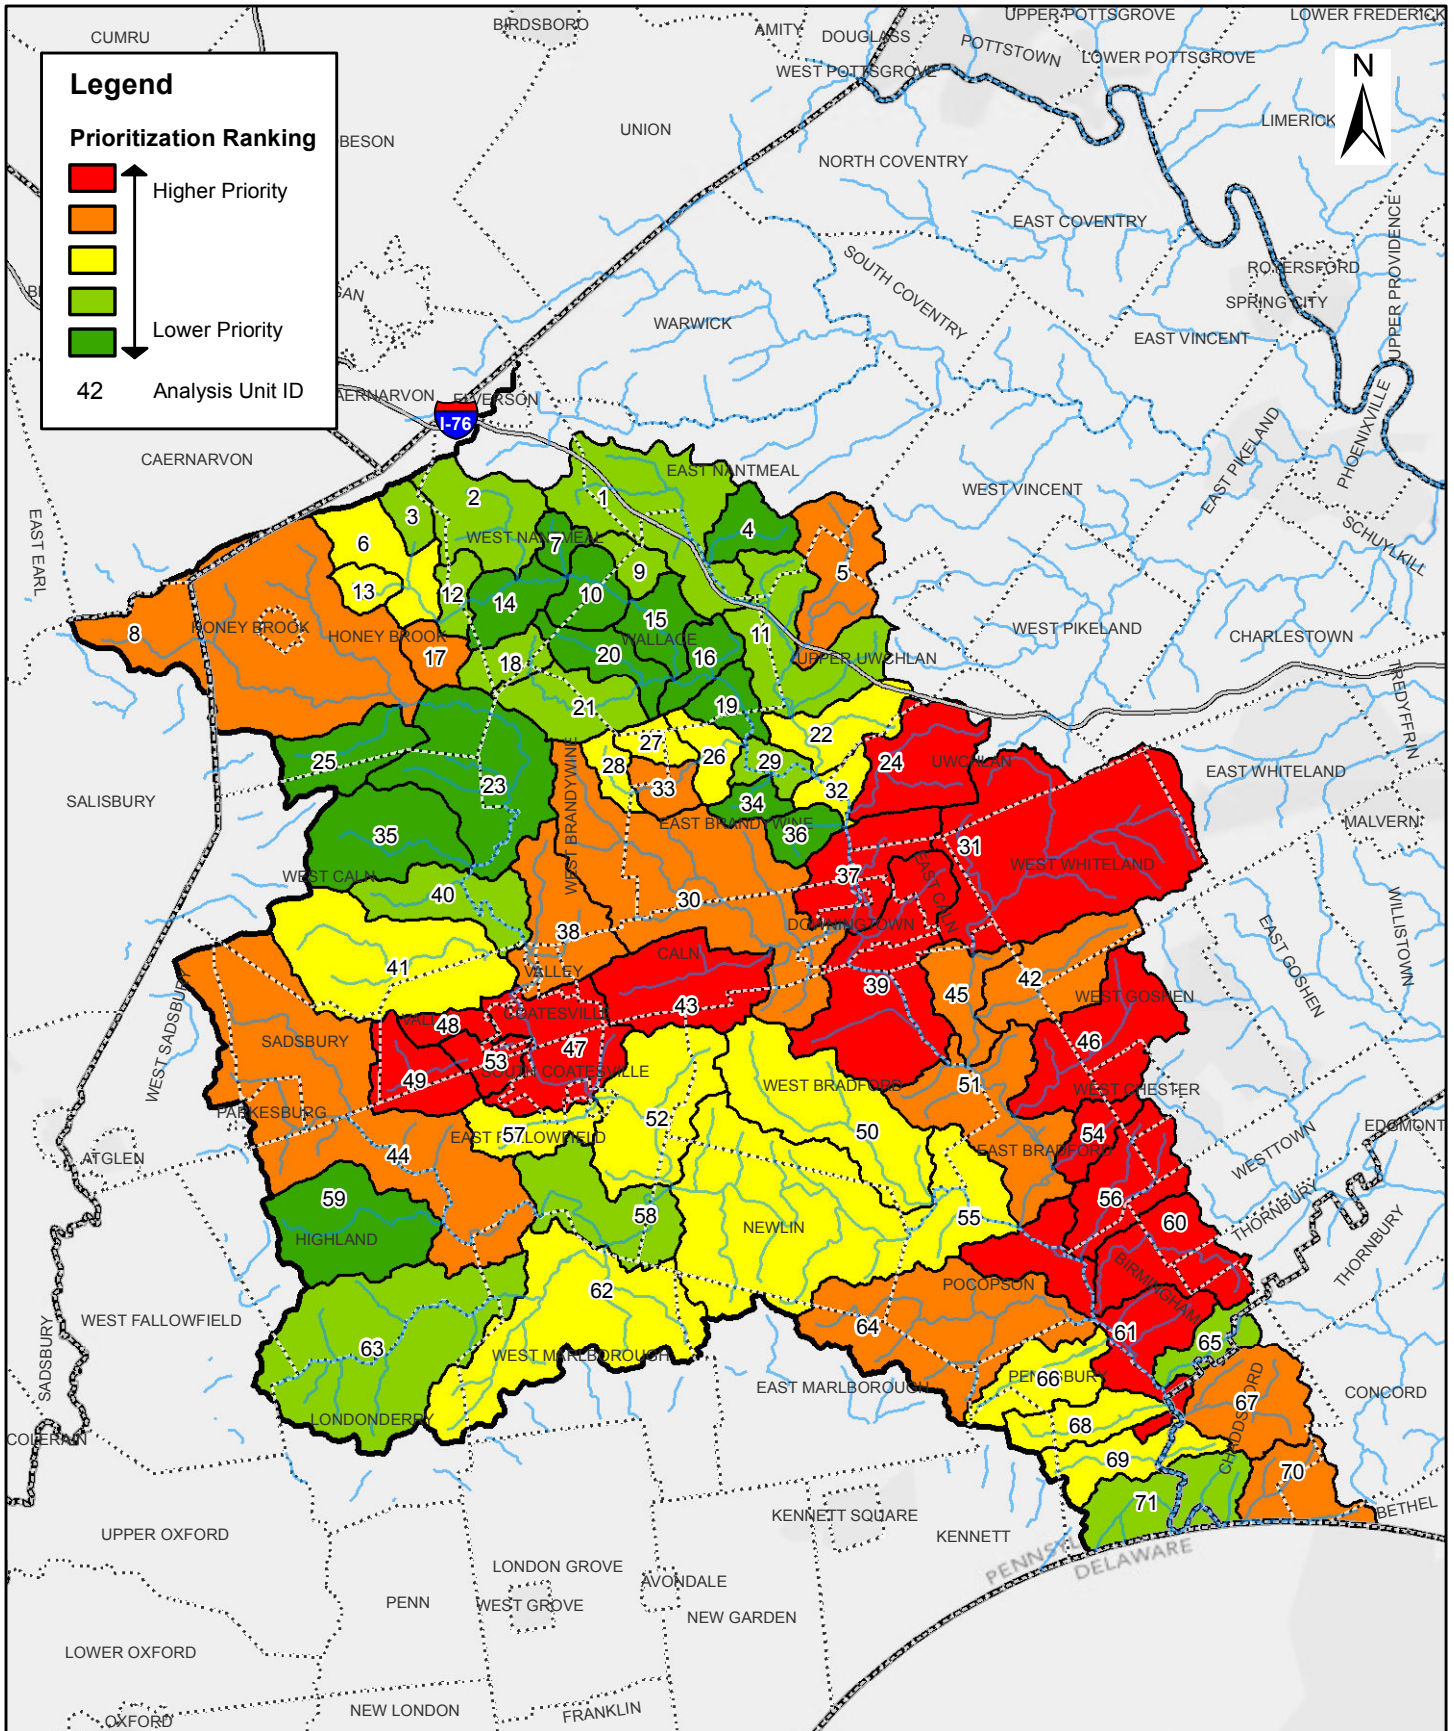 CUMRU
BIRDSBORO
AMITY
DOUGLASS
UPPER POTTSGROVE
LOWER FREDERICK
POTTSTOWN
LOWER POTTSGROVE
WEST POTTSGROVE
Legend
Prioritization Ranking
Higher Priority
Lower Priority
42 Analysis Unit ID
N
UNION
LIMERICK
NORTH COVENTRY
EAST COVENTRY
SOUTH COVENTRY
UPPER PROVIDENCE
ROYERSFORD
SPRING CITY
WARWICK
EAST VINCENT
ELVERSON
I-76
CAERNARVON
PHOENIXVILLE
EAST PIKELAND
EAST NANTMEAL
WEST VINCENT
EAST EARL
SCHUYLKILL
1
2
3
4
WEST NANTMEAL
5
6
7
9
10
11
12
13
14
15
8
HONEY BROOK
HONEY BROOK
WALLACE
WEST PIKELAND
CHARLESTOWN
16
17
18
20
UPPER UWCHLAN
TREDYFFRIN
19
21
22
23
24
UWCHLAN
25
26
27
28
29
EAST WHITELAND
SALISBURY
WEST BRANDYWINE
32
33
34
EAST BRANDYWINE
MALVERN
35
36
31
WEST WHITELAND
WEST CALN
37
EAST CALN
40
30
WILLISTOWN
38
DOWNINGTOWN
EAST GOSHEN
CALN
41
VALLEY
42
39
45
WEST GOSHEN
WEST SADSBURY
43
COATESVILLE
48
SADSBURY
47
46
53
SOUTH COATESVILLE
49
WEST BRADFORD
51
WEST CHESTER
PARKESBURG
52
50
54
EDGMONT
EAST FALLOWFIELD
57
EAST BRADFORD
WESTTOWN
ATGLEN
44
59
58
55
56
60
THORNBURY
HIGHLAND
NEWLIN
THORNBURY
POCOPSON
BIRMINGHAM
62
WEST FALLOWFIELD
64
61
65
63
SADSBURY
WEST MARLBOROUGH
66
EAST MARLBOROUGH
CONCORD
67
LONDONDERRY
68
CHADDS FORD
COLERAIN
69
70
71
BETHEL
KENNETT SQUARE
UPPER OXFORD
KENNETT
DELAWARE
LONDON GROVE
AVONDALE
PENN
WEST GROVE
NEW GARDEN
LOWER OXFORD
NEW LONDON
FRANKLIN
OXFORD